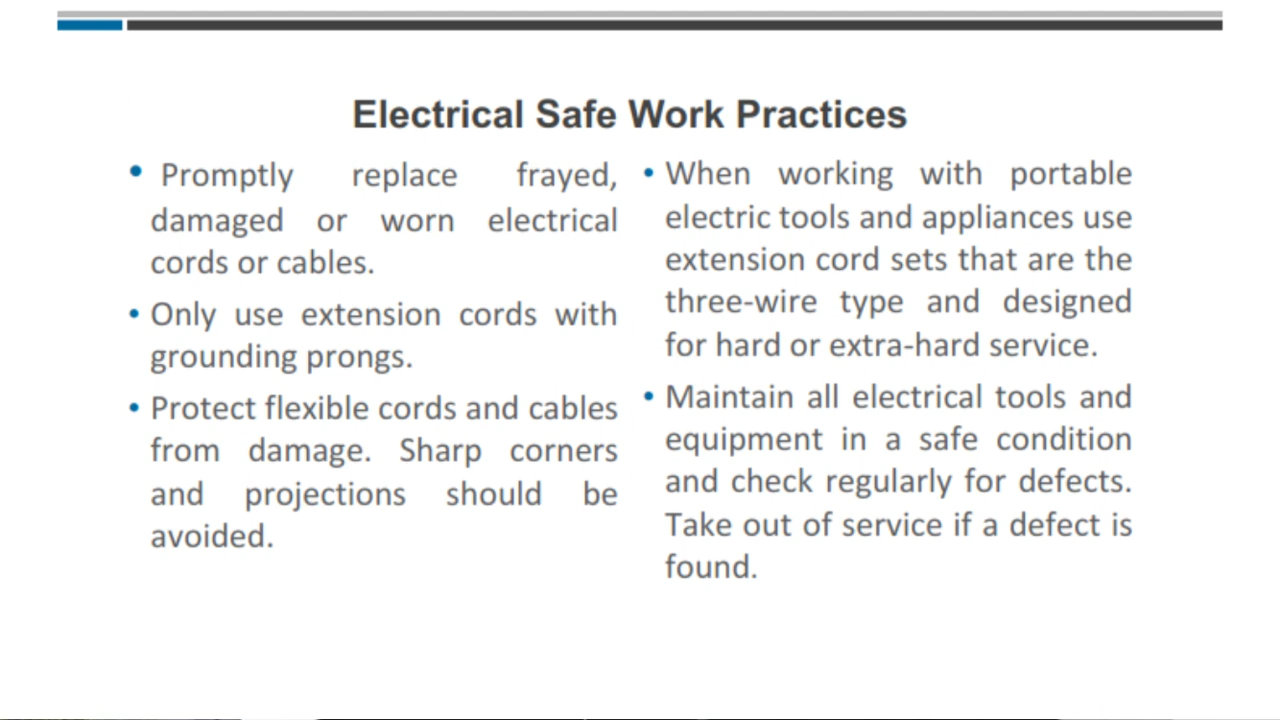 Electrical Safe Work Practices
• Promptly replace frayed,
damaged or worn electrical
cords or cables.
• Only use extension cords with
grounding prongs.
• Protect flexible cords and cables
from damage. Sharp corners
and projections should be
avoided.
• When working with portable
electric tools and appliances use
extension cord sets that are the
three-wire type and designed
for hard or extra-hard service.
• Maintain all electrical tools and
equipment in a safe condition
and check regularly for defects.
Take out of service if a defect is
found.